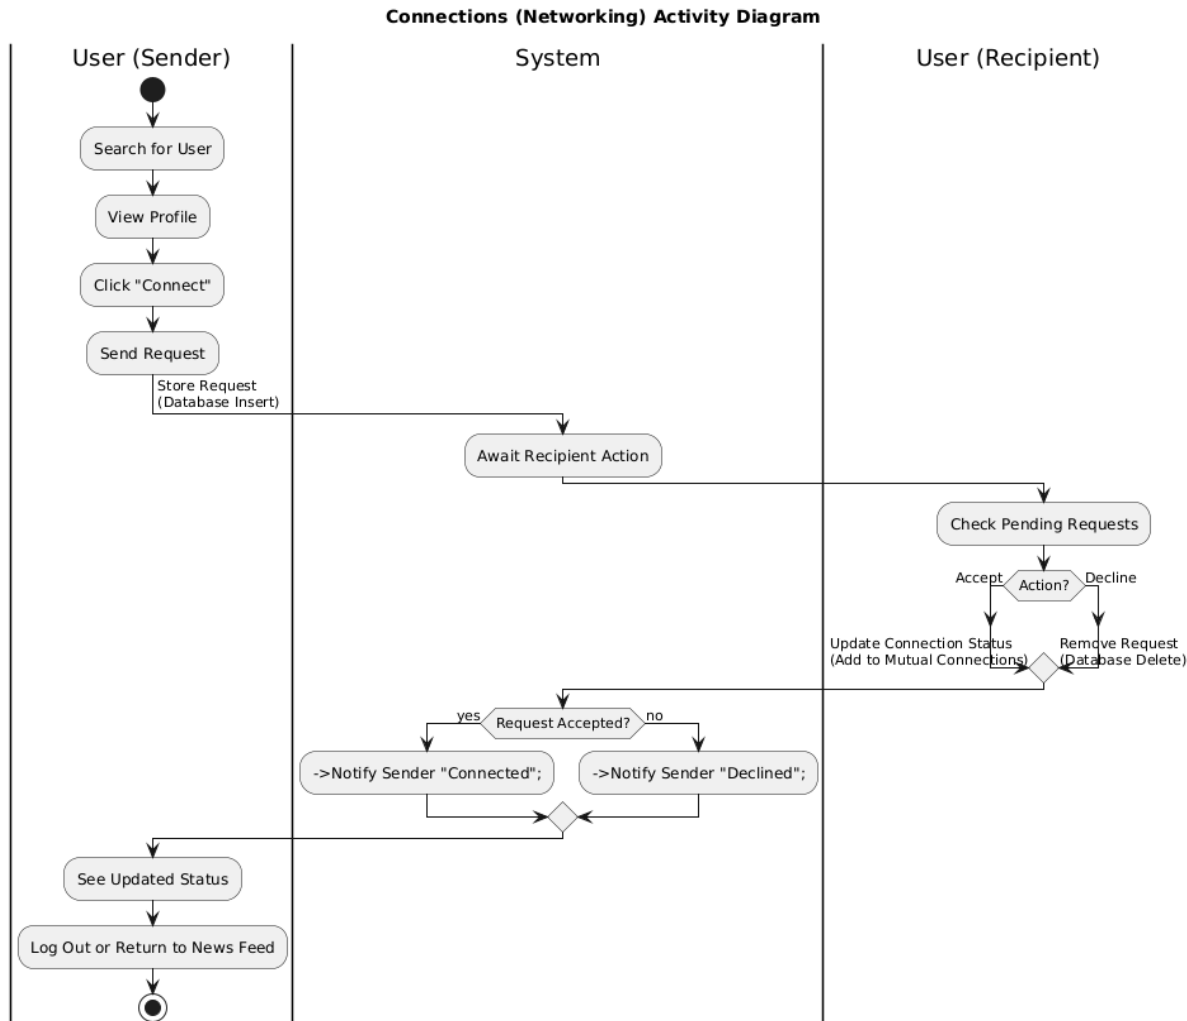 Connections (Networking) Activity Diagram
User (Sender)
System
User (Recipient)
Search for User
View Profile
Click "Connect"
Send Request
Store Request
(Database Insert)
Await Recipient Action
Check Pending Requests
Accept
Action?
Decline
Update Connection Status
(Add to Mutual Connections)
Remove Request
(Database Delete)
yes
Request Accepted?
no
->Notify Sender "Connected";
->Notify Sender "Declined";
See Updated Status
Log Out or Return to News Feed